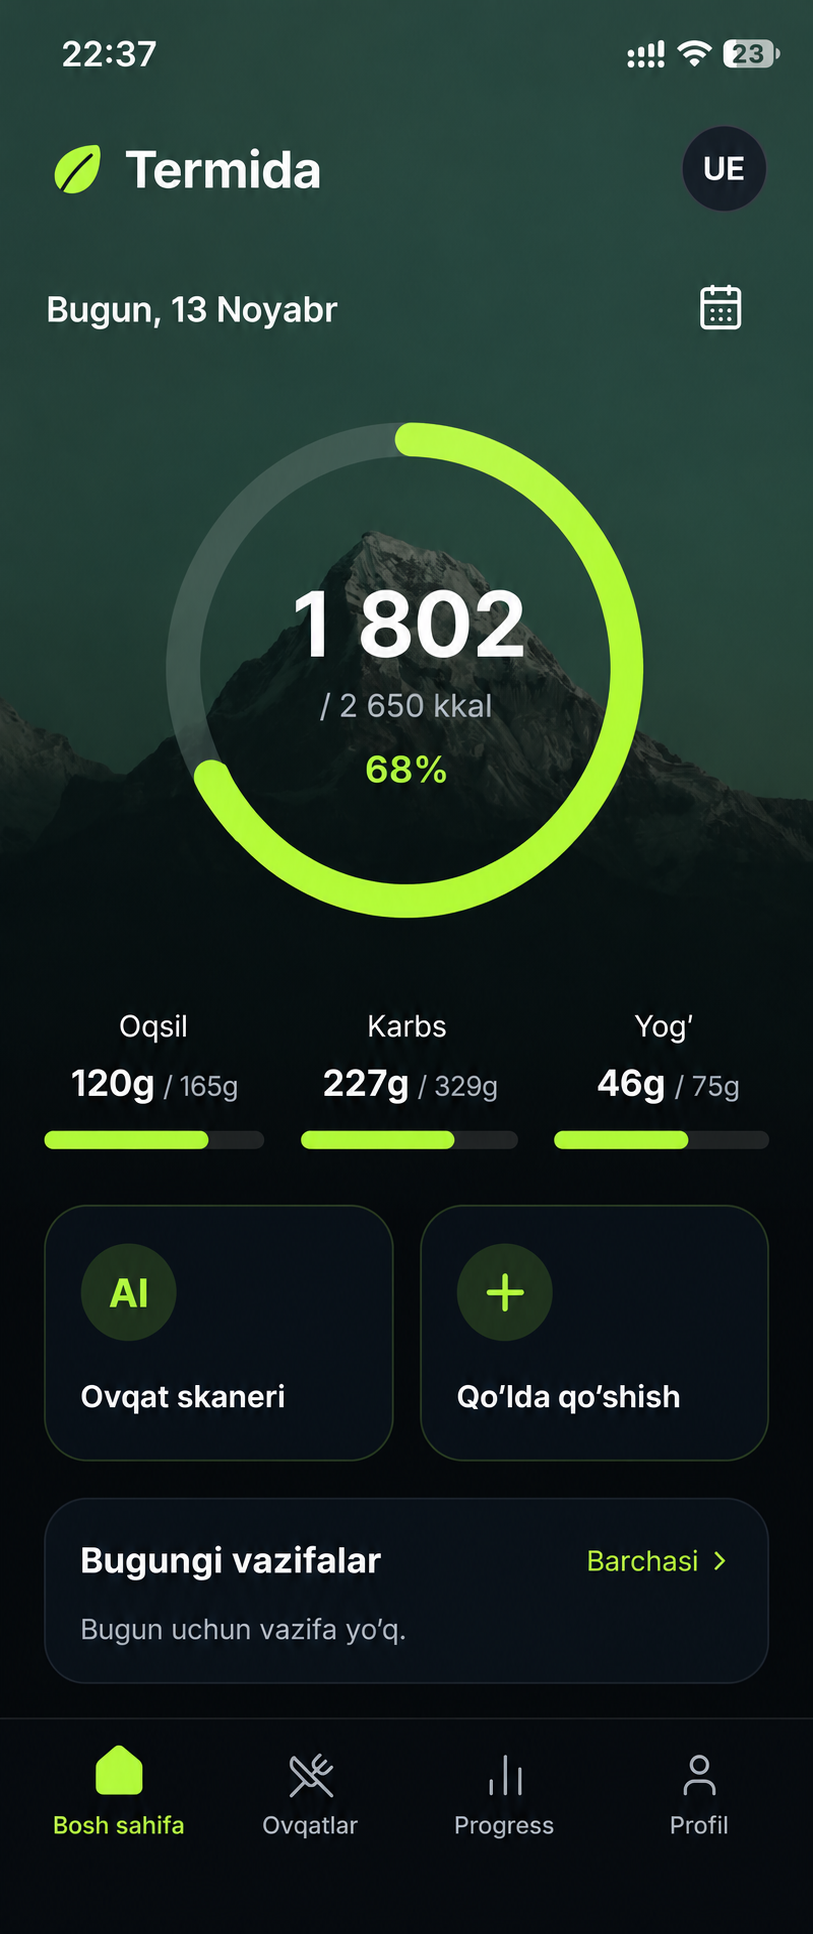 22:37
23
Termida
UE
Bugun, 13 Noyabr
1 802
/ 2 650 kkal
68%
Oqsil
120g / 165g
Karbs
227g / 329g
Yog’
46g / 75g
AI
Ovqat skaneri
Qo’lda qo’shish
Bugungi vazifalar
Barchasi
Bugun uchun vazifa yo’q.
Bosh sahifa
Ovqatlar
Progress
Profil